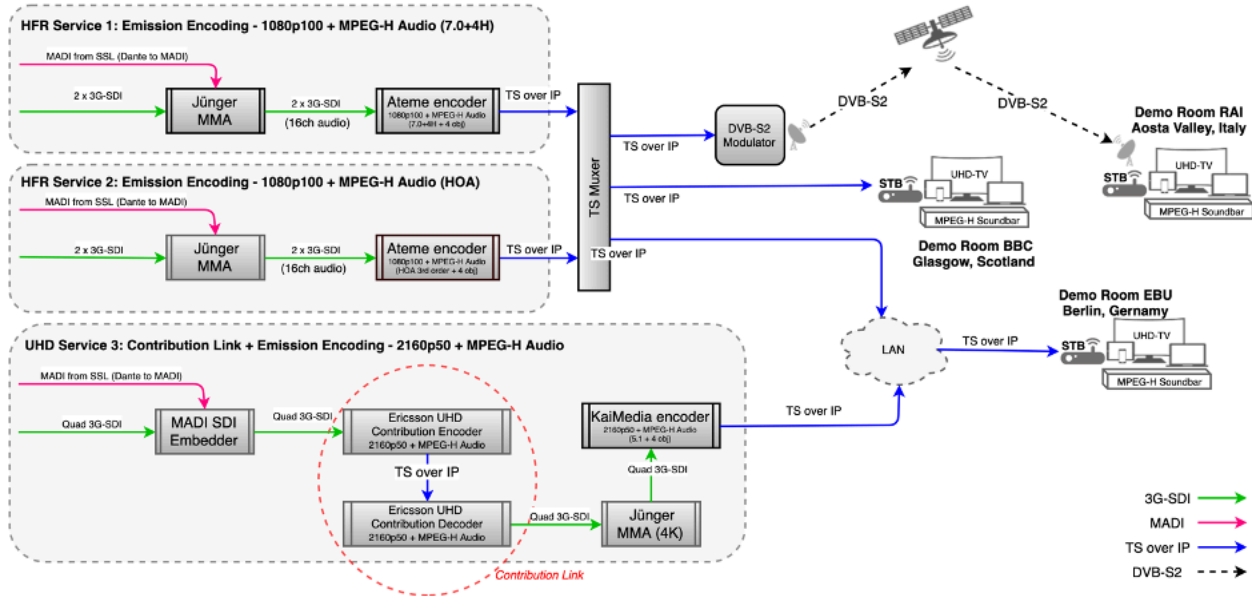 HFR Service 1: Emission Encoding - 1080p100 + MPEG-H Audio (7.0+4H)
MADI from SSL (Dante to MADI)
2 x 3G-SDI
Jünger
MMA
2 x 3G-SDI
(16ch audio)
Ateme encoder
1080p100 + MPEG-H Audio
(7.0+4H + 4 obj)
TS over IP
HFR Service 2: Emission Encoding - 1080p100 + MPEG-H Audio (HOA)
MADI from SSL (Dante to MADI)
2 x 3G-SDI
Jünger
MMA
2 x 3G-SDI
(16ch audio)
Ateme encoder
1080p100 + MPEG-H Audio
(HOA 3rd order + 4 obj)
TS over IP
TS Muxer
TS over IP
DVB-S2
Modulator
DVB-S2
DVB-S2
Demo Room RAI
Aosta Valley, Italy
STB
UHD-TV
MPEG-H Soundbar
TS over IP
STB
UHD-TV
MPEG-H Soundbar
Demo Room BBC
Glasgow, Scotland
TS over IP
LAN
TS over IP
Demo Room EBU
Berlin, Gernamy
STB
UHD-TV
MPEG-H Soundbar
UHD Service 3: Contribution Link + Emission Encoding - 2160p50 + MPEG-H Audio
MADI from SSL (Dante to MADI)
Quad 3G-SDI
MADI SDI
Embedder
Quad 3G-SDI
Ericsson UHD
Contribution Encoder
2160p50 + MPEG-H Audio
TS over IP
Ericsson UHD
Contribution Decoder
2160p50 + MPEG-H Audio
Quad 3G-SDI
Jünger
MMA (4K)
Quad 3G-SDI
KaiMedia encoder
2160p50 + MPEG-H Audio
(5.1 + 4 obj)
TS over IP
Contribution Link
3G-SDI
MADI
TS over IP
DVB-S2